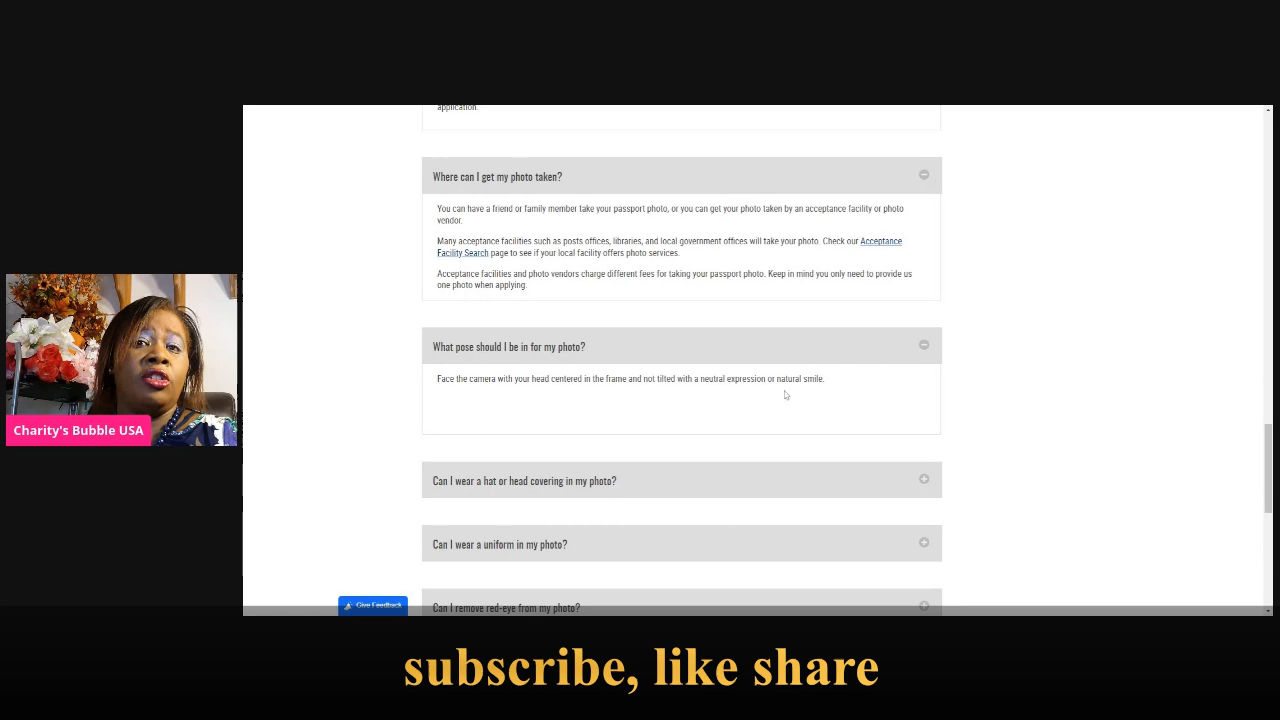 application.
Where can I get my photo taken?
You can have a friend or family member take your passport photo, or you can get your photo taken by an acceptance facility or photo
vendor.
Many acceptance facilities such as posts offices, libraries, and local government offices will take your photo. Check our Acceptance
Facility Search page to see if your local facility offers photo services.
Acceptance facilities and photo vendors charge different fees for taking your passport photo. Keep in mind you only need to provide us
one photo when applying.
What pose should I be in for my photo?
Face the camera with your head centered in the frame and not tilted with a neutral expression or natural smile.
Charity's Bubble USA
Can I wear a hat or head covering in my photo?
Can I wear a uniform in my photo?
Can I remove red-eye from my photo?
Give Feedback
subscribe, like share